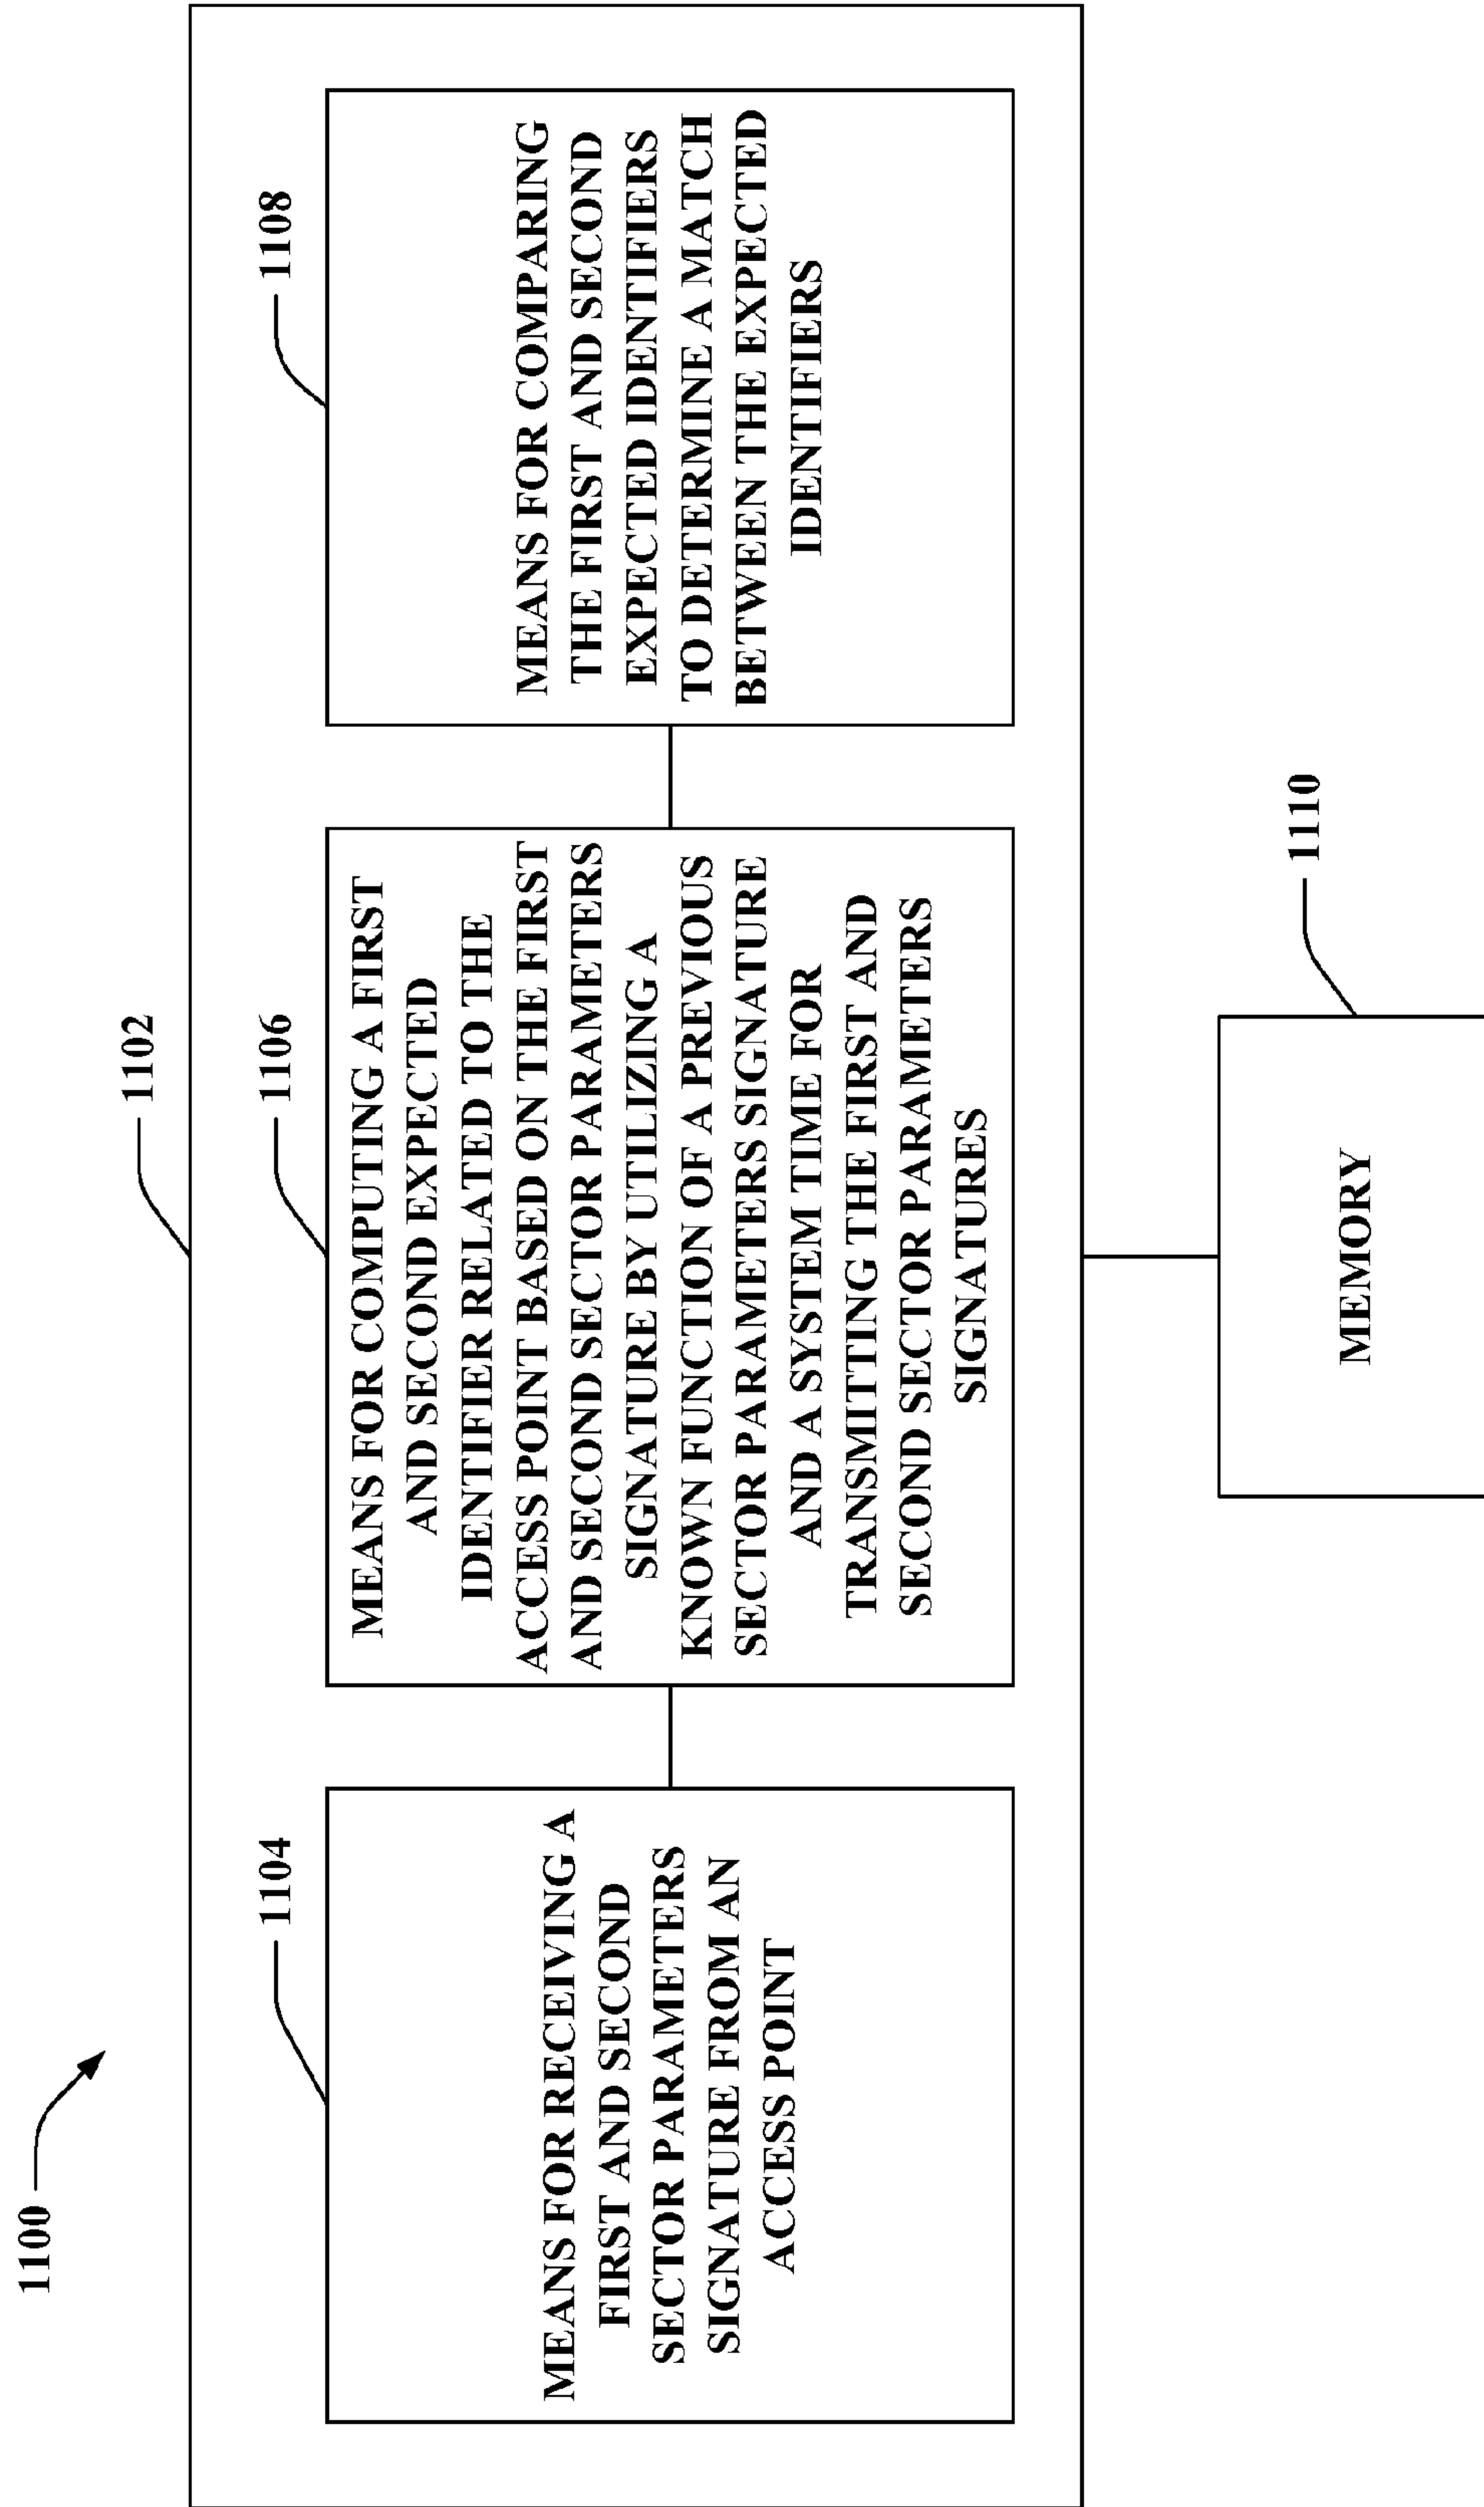 1100
1102
1104
MEANS FOR RECEIVING A
FIRST AND SECOND
SECTOR PARAMETERS
SIGNATURE FROM AN
ACCESS POINT
1106
MEANS FOR COMPUTING A FIRST
AND SECOND EXPECTED
IDENTIFIER RELATED TO THE
ACCESS POINT BASED ON THE FIRST
AND SECOND SECTOR PARAMETERS
SIGNATURE BY UTILIZING A
KNOWN FUNCTION OF A PREVIOUS
SECTOR PARAMETERS SIGNATURE
AND A SYSTEM TIME FOR
TRANSMITTING THE FIRST AND
SECOND SECTOR PARAMETERS
SIGNATURES
1108
MEANS FOR COMPARING
THE FIRST AND SECOND
EXPECTED IDENTIFIERS
TO DETERMINE A MATCH
BETWEEN THE EXPECTED
IDENTIFIERS
1110
MEMORY